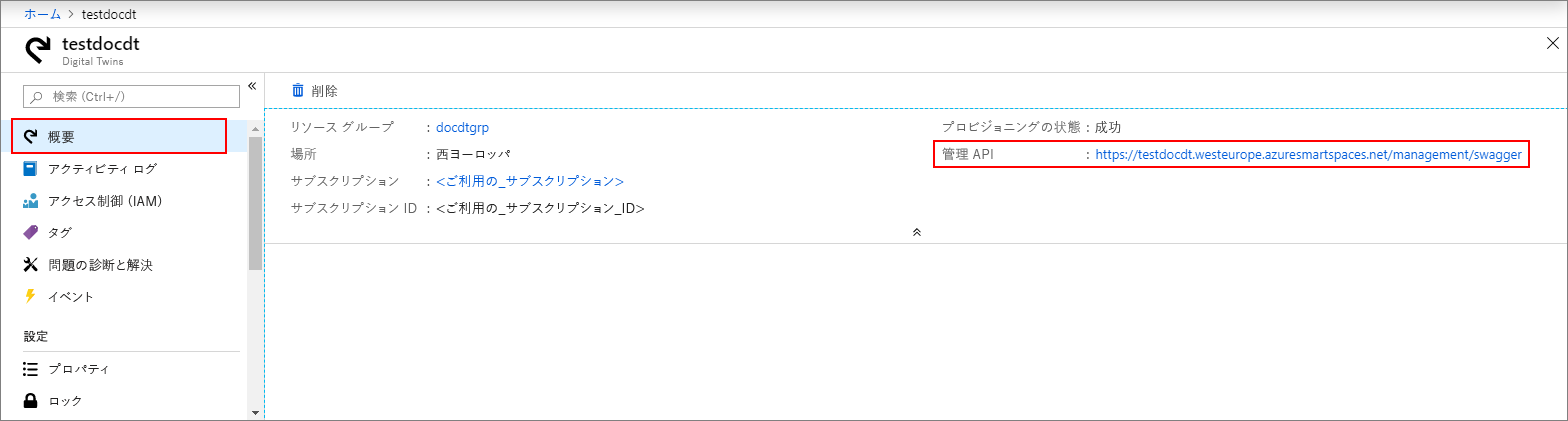 ホーム > testdocdt
testdocdt
Digital Twins
検索 (Ctrl+/)
概要
アクティビティ ログ
アクセス制御 (IAM)
タグ
問題の診断と解決
イベント
設定
プロパティ
ロック
削除
リソース グループ : docdtgrp
場所 : 西ヨーロッパ
サブスクリプション : <ご利用の_サブスクリプション>
サブスクリプション ID : <ご利用の_サブスクリプション_ID>
プロビジョニングの状態 : 成功
管理 API : https://testdocdt.westeurope.azuresmartspaces.net/management/swagger